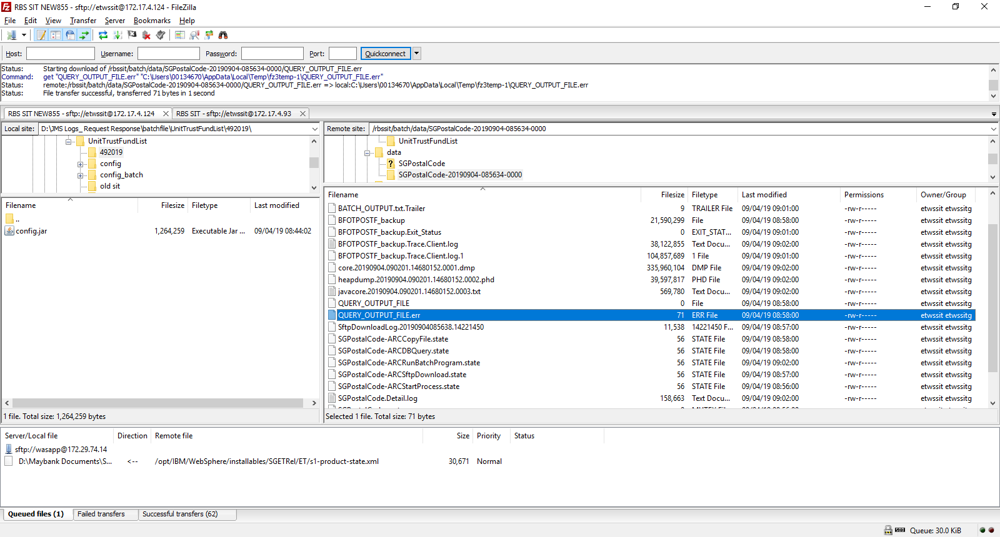 RBS SIT NEW855 - sftp://etwssit@172.17.4.124 - FileZilla
File Edit View Transfer Server Bookmarks Help
Host: Username: Password: Port: Quickconnect
Status: Starting download of /rbssit/batch/data/SGPostalCode-20190904-085634-0000/QUERY_OUTPUT_FILE.err
Command: get "QUERY_OUTPUT_FILE.err" "C:\Users\00134670\AppData\Local\Temp\fz3temp-1\QUERY_OUTPUT_FILE.err"
Status: remote:/rbssit/batch/data/SGPostalCode-20190904-085634-0000/QUERY_OUTPUT_FILE.err => local:C:\Users\00134670\AppData\Local\Temp\fz3temp-1\QUERY_OUTPUT_FILE.err
Status: File transfer successful, transferred 71 bytes in 1 second
RBS SIT NEW855 - sftp://etwssit@172.17.4.124 RBS SIT - sftp://etwssit@172.17.4.93
Local site: D:\JMS Logs_ Request Response\batchfile\UnitTrustFundList\492019\
UnitTrustFundList
492019
config
config_batch
old sit
Filename Filesize Filetype Last modified
..
config.jar 1,264,259 Executable Jar ... 09/04/19 08:44:02
1 file. Total size: 1,264,259 bytes
Remote site: /rbssit/batch/data/SGPostalCode-20190904-085634-0000
UnitTrustFundList
data
SGPostalCode
SGPostalCode-20190904-085634-0000
Filename Filesize Filetype Last modified Permissions Owner/Group
BATCH_OUTPUT.txt.Trailer 9 TRAILER File 09/04/19 09:01:00 -rw-r----- etwssit etwssitg
BFOTPOSTF_backup 21,590,299 File 09/04/19 08:58:00 -rw-r----- etwssit etwssitg
BFOTPOSTF_backup.Exit_Status 0 EXIT_STAT... 09/04/19 09:01:00 -rw-r----- etwssit etwssitg
BFOTPOSTF_backup.Trace.Client.log 38,122,855 Text Docu... 09/04/19 09:02:00 -rw-r----- etwssit etwssitg
BFOTPOSTF_backup.Trace.Client.log.1 104,857,689 1 File 09/04/19 09:01:00 -rw-r----- etwssit etwssitg
core.20190904.090201.14680152.0001.dmp 335,960,104 DMP File 09/04/19 09:02:00 -rw-r----- etwssit etwssitg
heapdump.20190904.090201.14680152.0002.phd 39,597,817 PHD File 09/04/19 09:02:00 -rw-r----- etwssit etwssitg
javacore.20190904.090201.14680152.0003.txt 569,780 Text Docu... 09/04/19 09:02:00 -rw-r----- etwssit etwssitg
QUERY_OUTPUT_FILE 0 File 09/04/19 08:58:00 -rw-r----- etwssit etwssitg
QUERY_OUTPUT_FILE.err 71 ERR File 09/04/19 08:58:00 -rw-r----- etwssit etwssitg
SftpDownloadLog.20190904085638.14221450 11,538 14221450 F... 09/04/19 08:57:00 -rw-r----- etwssit etwssitg
SGPostalCode-ARCCopyFile.state 56 STATE File 09/04/19 08:58:00 -rw-r----- etwssit etwssitg
SGPostalCode-ARCDBQuery.state 56 STATE File 09/04/19 08:58:00 -rw-r----- etwssit etwssitg
SGPostalCode-ARCRunBatchProgram.state 56 STATE File 09/04/19 09:02:00 -rw-r----- etwssit etwssitg
SGPostalCode-ARCSftpDownload.state 56 STATE File 09/04/19 08:57:00 -rw-r----- etwssit etwssitg
SGPostalCode-ARCStartProcess.state 56 STATE File 09/04/19 08:56:00 -rw-r----- etwssit etwssitg
SGPostalCode.Detail.log 158,663 Text Docu... 09/04/19 09:02:00 -rw-r----- etwssit etwssitg
Selected 1 file. Total size: 71 bytes
Server/Local file Direction Remote file Size Priority Status
sftp://wasapp@172.29.74.14
D:\Maybank Documents\S... <-- /opt/IBM/WebSphere/installables/SGETRel/ET/s1-product-state.xml 30,671 Normal
Queued files (1) Failed transfers Successful transfers (62)
Queue: 30.0 KiB